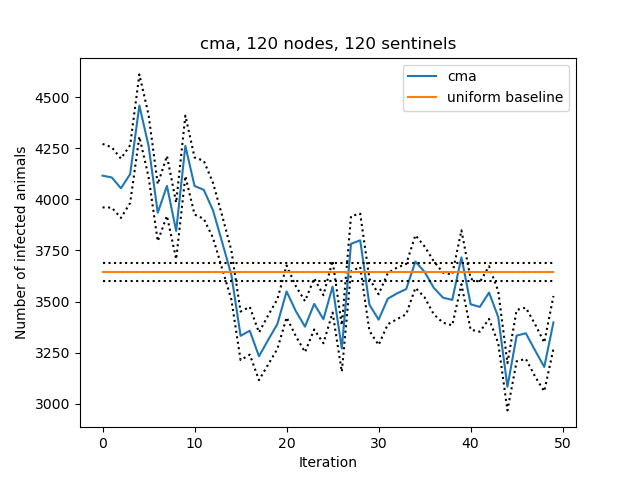 cma, 120 nodes, 120 sentinels
cma
uniform baseline
4500
4250
4000
3750
3500
3250
3000
Number of infected animals
0 10 20 30 40 50
Iteration